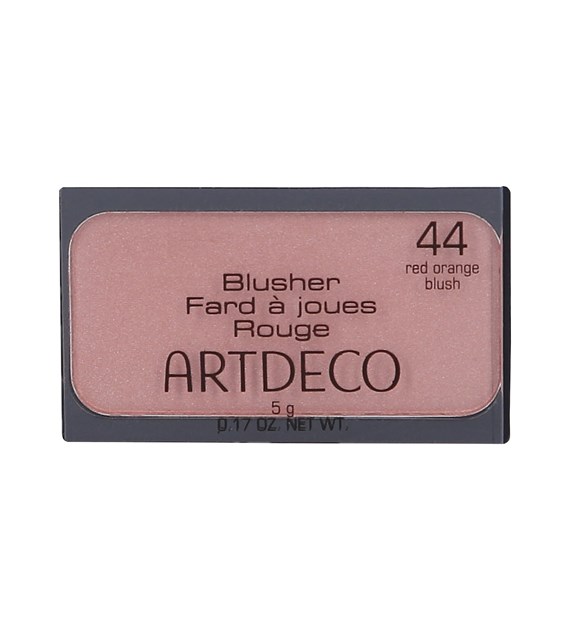 44
red orange
blush
Blusher
Fard à joues
Rouge
ARTDECO
5 g
0.17 OZ. NET WT.